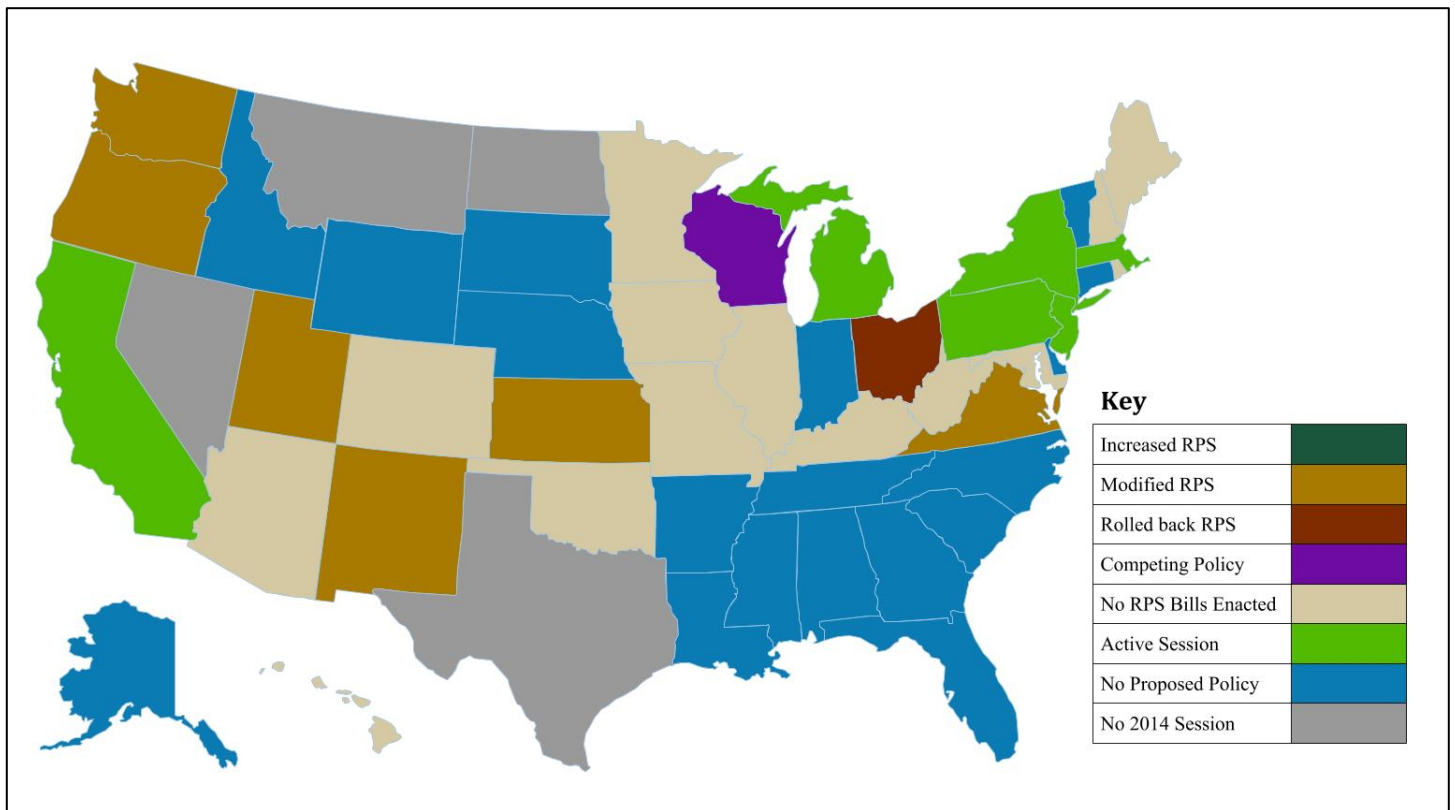 Key
Increased RPS
Modified RPS
Rolled back RPS
Competing Policy
No RPS Bills Enacted
Active Session
No Proposed Policy
No 2014 Session